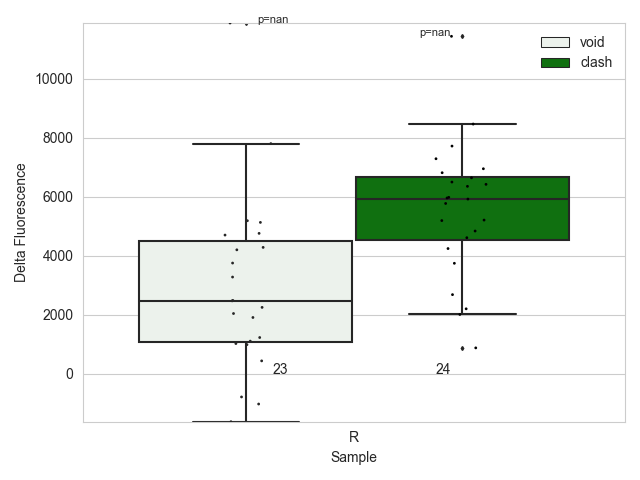 p=nan
p=nan
void
clash
10000
8000
6000
4000
2000
0
Delta Fluorescence
23
24
R
Sample